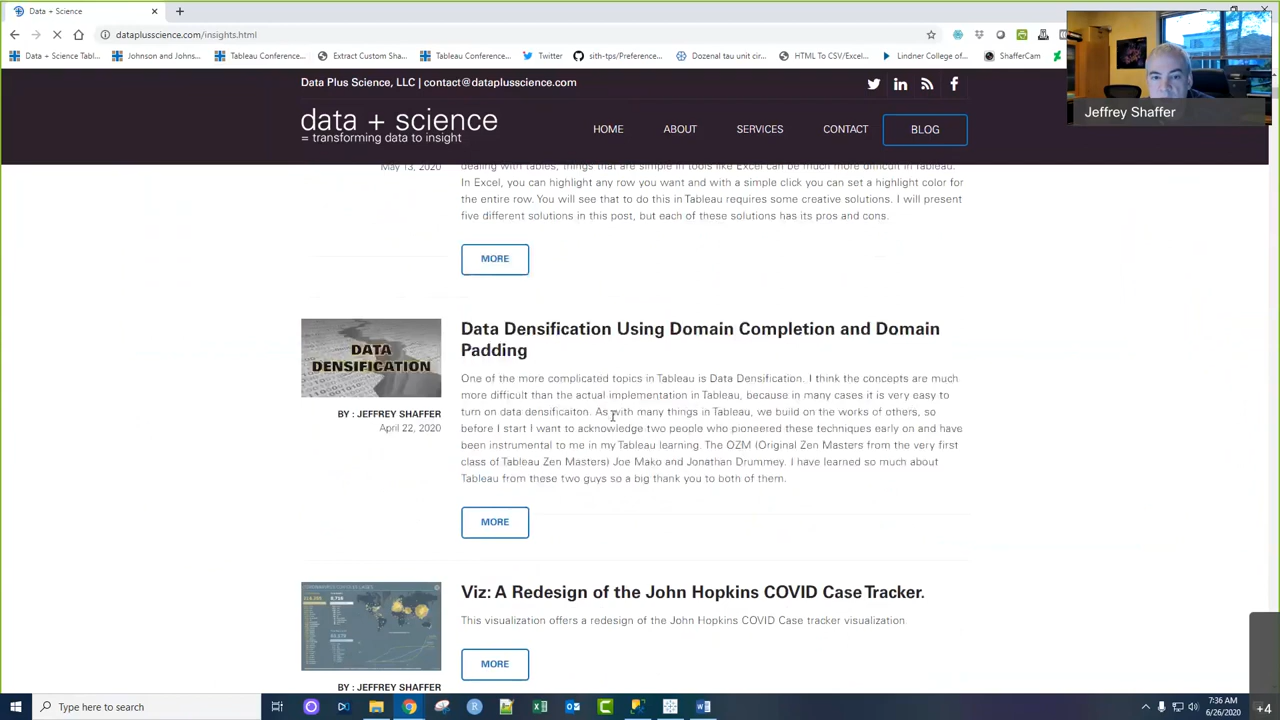 Data + Science
dataplusscience.com/insights.html
Data + Science Tabl...
Johnson and Johns...
Tableau Conference...
Extract Custom Sha...
Tableau Conference...
Twitter
sith-tips/Preference...
Dozenal tau unit cir...
HTML To CSV/Excel...
Lindner College of...
ShafferCam
Jeffrey Shaffer
Data Plus Science, LLC | contact@dataplusscience.com
data + science
= transforming data to insight
HOME
ABOUT
SERVICES
CONTACT
BLOG
May 13, 2020
dealing with tables, things that are simple in tools like Excel can be much more difficult in Tableau.
In Excel, you can highlight any row you want and with a simple click you can set a highlight color for
the entire row. You will see that to do this in Tableau requires some creative solutions. I will present
five different solutions in this post, but each of these solutions has its pros and cons.
MORE
DATA
DENSIFICATION
BY : JEFFREY SHAFFER
April 22, 2020
Data Densification Using Domain Completion and Domain
Padding
One of the more complicated topics in Tableau is Data Densification. I think the concepts are much
more difficult than the actual implementation in Tableau, because in many cases it is very easy to
turn on data densificaiton. As with many things in Tableau, we build on the works of others, so
before I start I want to acknowledge two people who pioneered these techniques early on and have
been instrumental to me in my Tableau learning. The OZM (Original Zen Masters from the very first
class of Tableau Zen Masters) Joe Mako and Jonathan Drummey. I have learned so much about
Tableau from these two guys so a big thank you to both of them.
MORE
BY : JEFFREY SHAFFER
Viz: A Redesign of the John Hopkins COVID Case Tracker.
This visualization offers a redesign of the John Hopkins COVID Case tracker visualization
MORE
Type here to search
7:36 AM
6/26/2020
+4